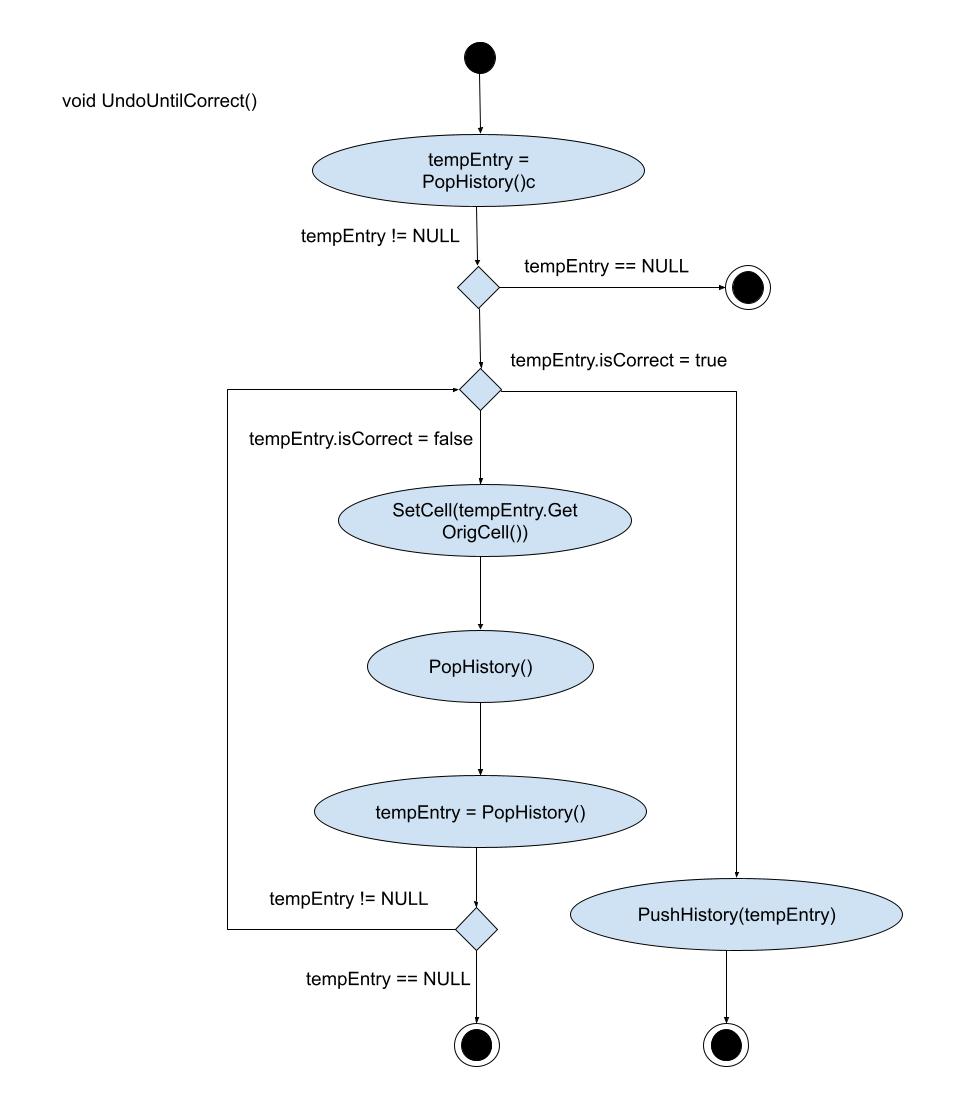 void UndoUntilCorrect()
tempEntry =
PopHistory()c
tempEntry != NULL
tempEntry == NULL
tempEntry.isCorrect = true
tempEntry.isCorrect = false
SetCell(tempEntry.Get
OrigCell())
PopHistory()
tempEntry = PopHistory()
tempEntry != NULL
PushHistory(tempEntry)
tempEntry == NULL